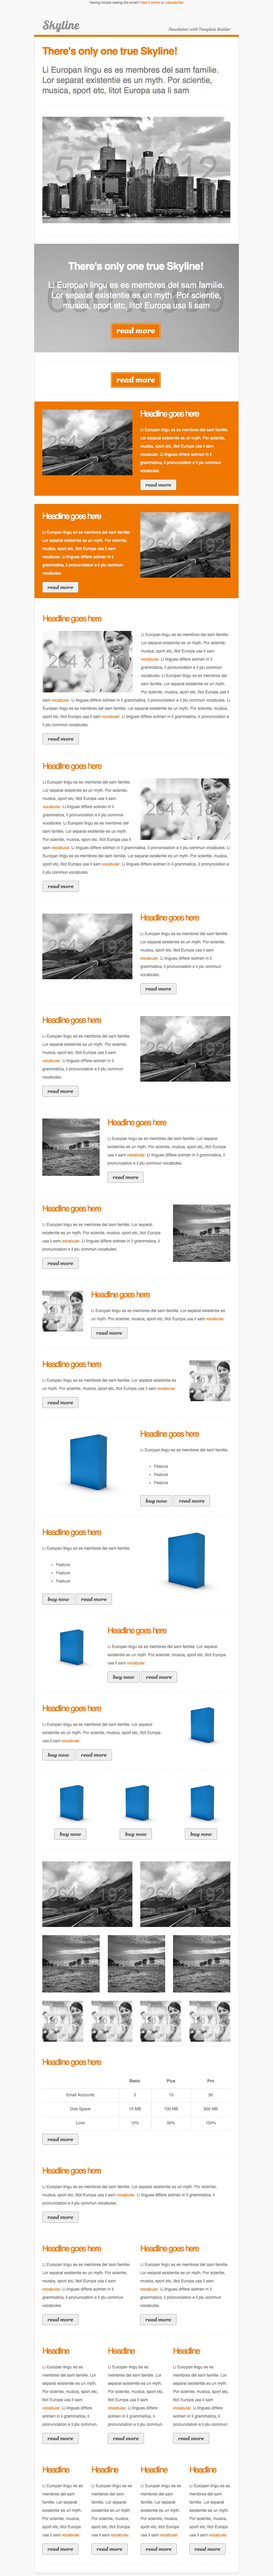 Having trouble seeing this email? View it online or unsubscribe
Skyline
Newsletter with Template Builder
There's only one true Skyline!
Li Europan lingu es es membres del sam familie.
Lor separat existentie es un myth. Por scientie,
musica, sport etc, litot Europa usa li sam
There's only one true Skyline!
Li Europan lingu es es membres del sam familie.
Lor separat existentie es un myth. Por scientie,
musica, sport etc, litot Europa usa li sam
read more
read more
264 x 192
Headline goes here
Li Europan lingu es es membres del sam familie.
Lor separat existentie es un myth. Por scientie,
musica, sport etc, litot Europa usa li sam
vocabular. Li lingues differe solmen in li
grammatica, li pronunciation e li plu commun
vocabules.
read more
Headline goes here
Li Europan lingu es es membres del sam familie.
Lor separat existentie es un myth. Por scientie,
musica, sport etc, litot Europa usa li sam
vocabular. Li lingues differe solmen in li
grammatica, li pronunciation e li plu commun
vocabules.
read more
264 x 192
Headline goes here
Li Europan lingu es es membres del sam familie.
Lor separat existentie es un myth. Por scientie,
musica, sport etc, litot Europa usa li sam
vocabular. Li lingues differe solmen in li
read more
Headline goes here
Li Europan lingu es es membres del sam familie.
Lor separat existentie es un myth. Por scientie,
musica, sport etc, litot Europa usa li sam
vocabular. Li lingues differe solmen in li
read more
264 x 192
Headline goes here
Li Europan lingu es es membres del sam familie.
Lor separat existentie es un myth. Por scientie,
musica, sport etc, litot Europa usa li sam
vocabular. Li lingues differe solmen in li
grammatica, li pronunciation e li plu commun
vocabules.
read more
Headline goes here
Li Europan lingu es es membres del sam familie.
Lor separat existentie es un myth. Por scientie,
musica, sport etc, litot Europa usa li sam
vocabular. Li lingues differe solmen in li
grammatica, li pronunciation e li plu commun
vocabules.
read more
264 x 192
Headline goes here
Li Europan lingu es es membres del sam familie. Lor separat
existentie es un myth. Por scientie, musica, sport etc, litot Europa
usa li sam vocabular. Li lingues differe solmen in li grammatica, li
pronunciation e li plu commun vocabules.
read more
Headline goes here
Li Europan lingu es es membres del sam familie. Lor separat
existentie es un myth. Por scientie, musica, sport etc, litot Europa
usa li sam vocabular. Li lingues differe solmen in li grammatica, li
pronunciation e li plu commun vocabules.
read more
Headline goes here
Li Europan lingu es es membres del sam familie. Lor separat existentie es
un myth. Por scientie, musica, sport etc, litot Europa usa li sam vocabular.
read more
Headline goes here
Li Europan lingu es es membres del sam familie. Lor separat existentie es
un myth. Por scientie, musica, sport etc, litot Europa usa li sam vocabular.
read more
Headline goes here
Li Europan lingu es es membres del sam familie.
Feature
Feature
Feature
buy now read more
Headline goes here
Li Europan lingu es es membres del sam familie.
Feature
Feature
Feature
buy now read more
Headline goes here
Li Europan lingu es es membres del sam familie. Lor separat
existentie es un myth. Por scientie, musica, sport etc, litot Europa
usa li sam vocabular.
buy now read more
Headline goes here
Li Europan lingu es es membres del sam familie. Lor separat
existentie es un myth. Por scientie, musica, sport etc, litot Europa
usa li sam vocabular.
buy now read more
buy now buy now buy now
264 x 192 264 x 192
Headline goes here
Basic Plus Pro
Email Accounts 2 10 50
Disk Space 10 MB 100 MB 500 MB
Love 10% 50% 100%
read more
Headline goes here
Li Europan lingu es es membres del sam familie. Lor separat existentie es un myth. Por scientie,
musica, sport etc, litot Europa usa li sam vocabular. Li lingues differe solmen in li grammatica, li
pronunciation e li plu commun vocabules.
read more
Headline goes here
Li Europan lingu es es membres del sam familie.
Lor separat existentie es un myth. Por scientie,
musica, sport etc, litot Europa usa li sam
vocabular. Li lingues differe solmen in li
grammatica, li pronunciation e li plu commun
vocabules.
read more
Headline goes here
Li Europan lingu es es membres del sam familie.
Lor separat existentie es un myth. Por scientie,
musica, sport etc, litot Europa usa li sam
vocabular. Li lingues differe solmen in li
grammatica, li pronunciation e li plu commun
vocabules.
read more
Headline
Li Europan lingu es es
membres del sam familie. Lor
separat existentie es un myth.
Por scientie, musica, sport etc,
litot Europa usa li sam
vocabular. Li lingues differe
solmen in li grammatica, li
pronunciation e li plu commun.
read more
Headline
Li Europan lingu es es
membres del sam familie. Lor
separat existentie es un myth.
Por scientie, musica, sport etc,
litot Europa usa li sam
vocabular. Li lingues differe
solmen in li grammatica, li
pronunciation e li plu commun.
read more
Headline
Li Europan lingu es es
membres del sam familie. Lor
separat existentie es un myth.
Por scientie, musica, sport etc,
litot Europa usa li sam
vocabular. Li lingues differe
solmen in li grammatica, li
pronunciation e li plu commun.
read more
Headline
Li Europan lingu es es
membres del sam
familie. Lor separat
existentie es un myth.
Por scientie, musica,
sport etc, litot Europa
usa li sam vocabular.
read more
Headline
Li Europan lingu es es
membres del sam
familie. Lor separat
existentie es un myth.
Por scientie, musica,
sport etc, litot Europa
usa li sam vocabular.
read more
Headline
Li Europan lingu es es
membres del sam
familie. Lor separat
existentie es un myth.
Por scientie, musica,
sport etc, litot Europa
usa li sam vocabular.
read more
Headline
Li Europan lingu es es
membres del sam
familie. Lor separat
existentie es un myth.
Por scientie, musica,
sport etc, litot Europa
usa li sam vocabular
read more